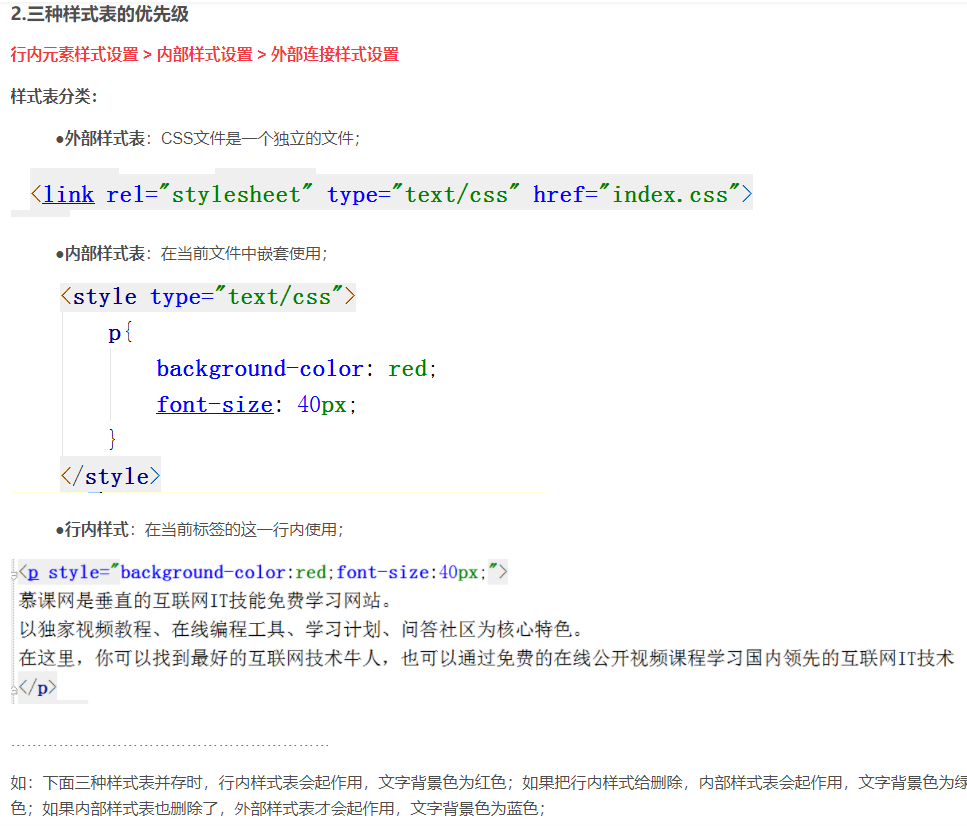 2.三种样式表的优先级
行内元素样式设置 > 内部样式设置 > 外部连接样式设置
样式表分类：
●外部样式表：CSS文件是一个独立的文件；
<link rel="stylesheet" type="text/css" href="index.css">
●内部样式表：在当前文件中嵌套使用；
<style type="text/css">
p{
background-color: red;
font-size: 40px;
}
</style>
●行内样式：在当前标签的这一行内使用；
<p style="background-color:red;font-size:40px;">
慕课网是垂直的互联网IT技能免费学习网站。
以独家视频教程、在线编程工具、学习计划、问答社区为核心特色。
在这里，你可以找到最好的互联网技术牛人，也可以通过免费的在线公开视频课程学习国内领先的互联网IT技术
</p>
…………………………………………………….
如：下面三种样式表并存时，行内样式表会起作用，文字背景色为红色；如果把行内样式给删除，内部样式表会起作用，文字背景色为绿
色；如果内部样式表也删除了，外部样式表才会起作用，文字背景色为蓝色；